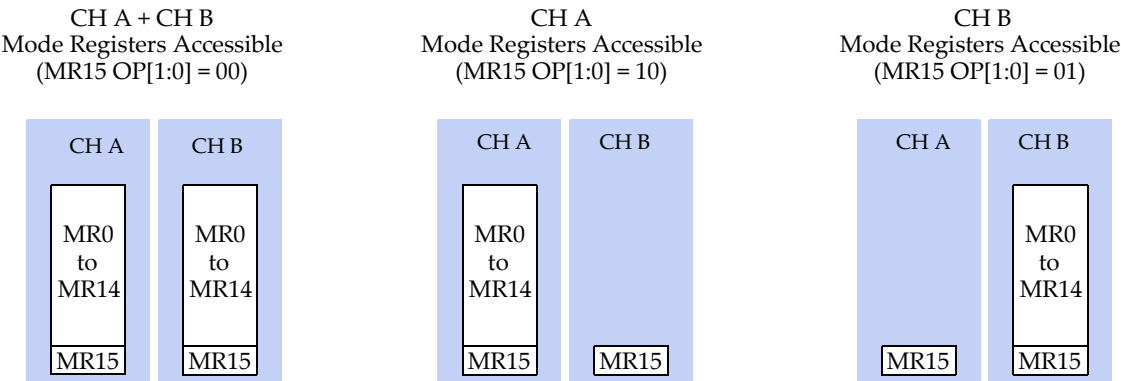 CH A + CH B
Mode Registers Accessible
(MR15 OP[1:0] = 00)
CH A
CH B
MR0
to
MR14
MR15
MR0
to
MR14
MR15
CH A
Mode Registers Accessible
(MR15 OP[1:0] = 10)
CH A
CH B
MR0
to
MR14
MR15
MR15
CH B
Mode Registers Accessible
(MR15 OP[1:0] = 01)
CH A
CH B
MR15
MR0
to
MR14
MR15